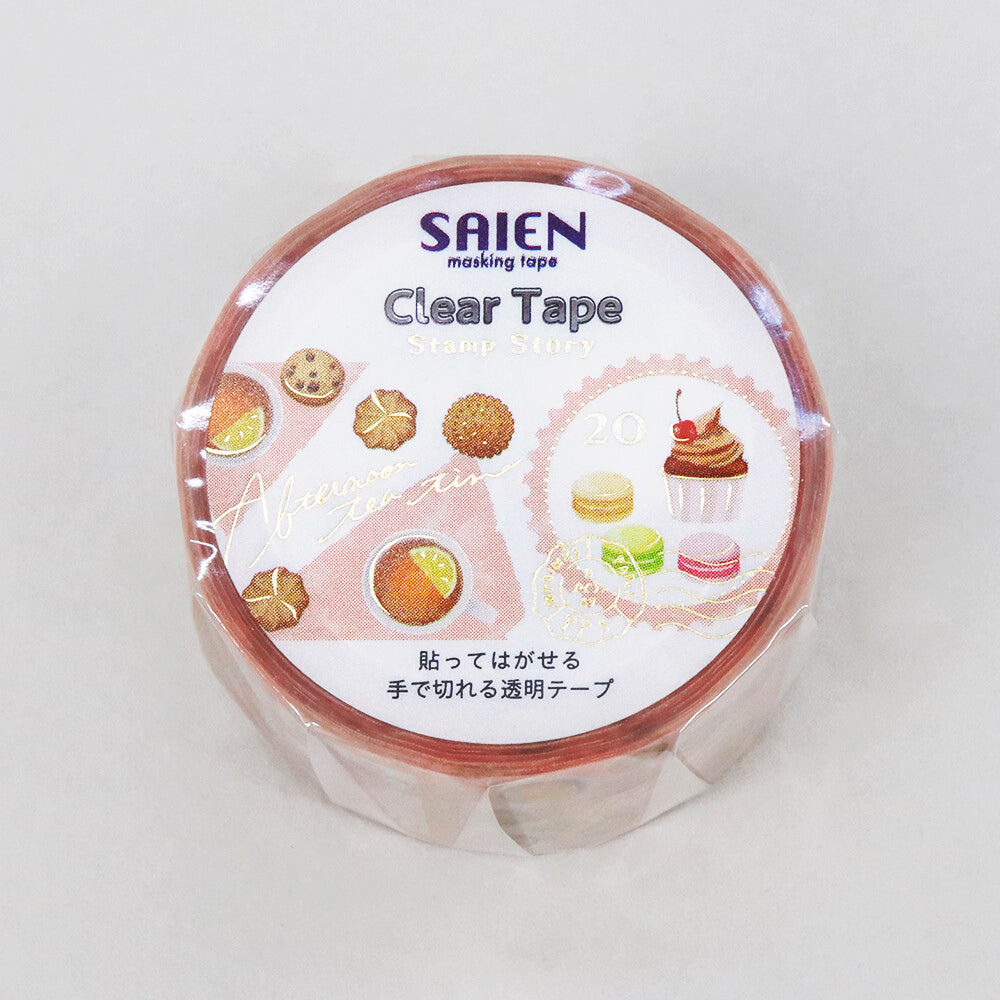 SAIEN
masking tape
Clear Tape
Stamp Story
20
Afternoon
tea tim
貼ってはがせる
手で切れる透明テープ